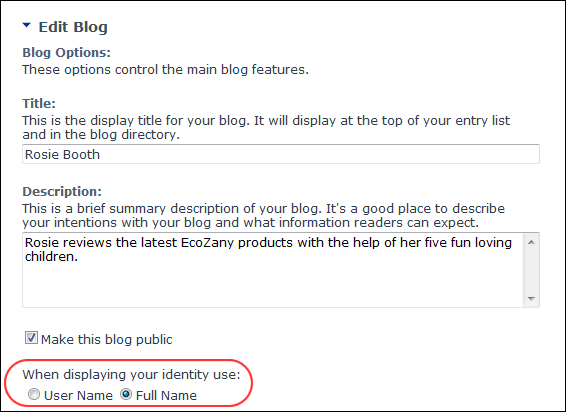 Edit Blog
Blog Options:
These options control the main blog features.
Title:
This is the display title for your blog. It will display at the top of your entry list
and in the blog directory.
Rosie Booth
Description:
This is a brief summary description of your blog. It's a good place to describe
your intentions with your blog and what information readers can expect.
Rosie reviews the latest EcoZany products with the help of her five fun loving
children.
Make this blog public
When displaying your identity use:
User Name Full Name